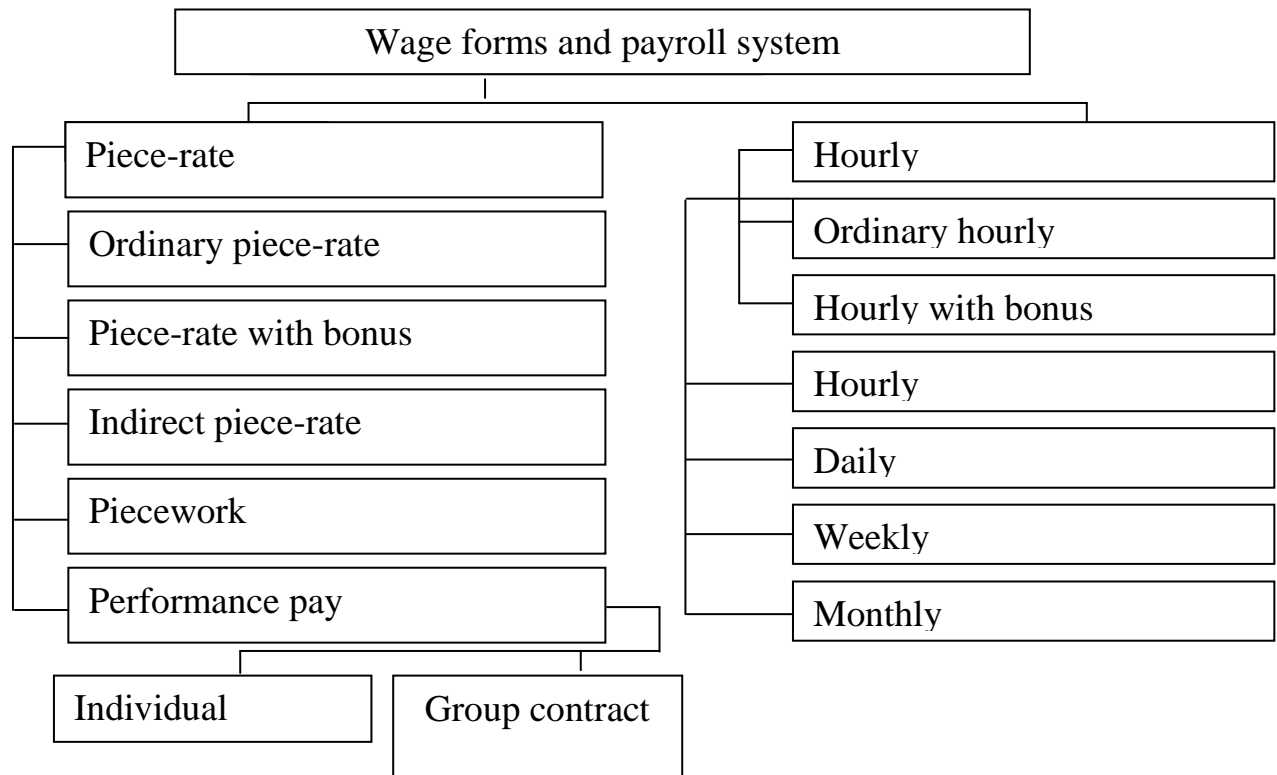 Wage forms and payroll system
Piece-rate
Ordinary piece-rate
Piece-rate with bonus
Indirect piece-rate
Piecework
Performance pay
Individual
Group contract
Hourly
Ordinary hourly
Hourly with bonus
Hourly
Daily
Weekly
Monthly